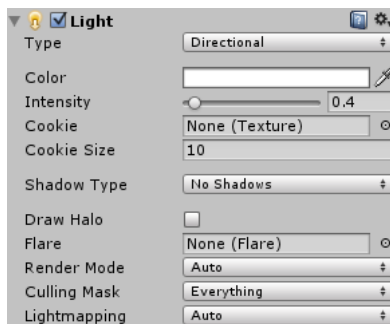 Light
Type Directional
Color
Intensity 0.4
Cookie None (Texture)
Cookie Size 10
Shadow Type No Shadows
Draw Halo
Flare None (Flare)
Render Mode Auto
Culling Mask Everything
Lightmapping Auto